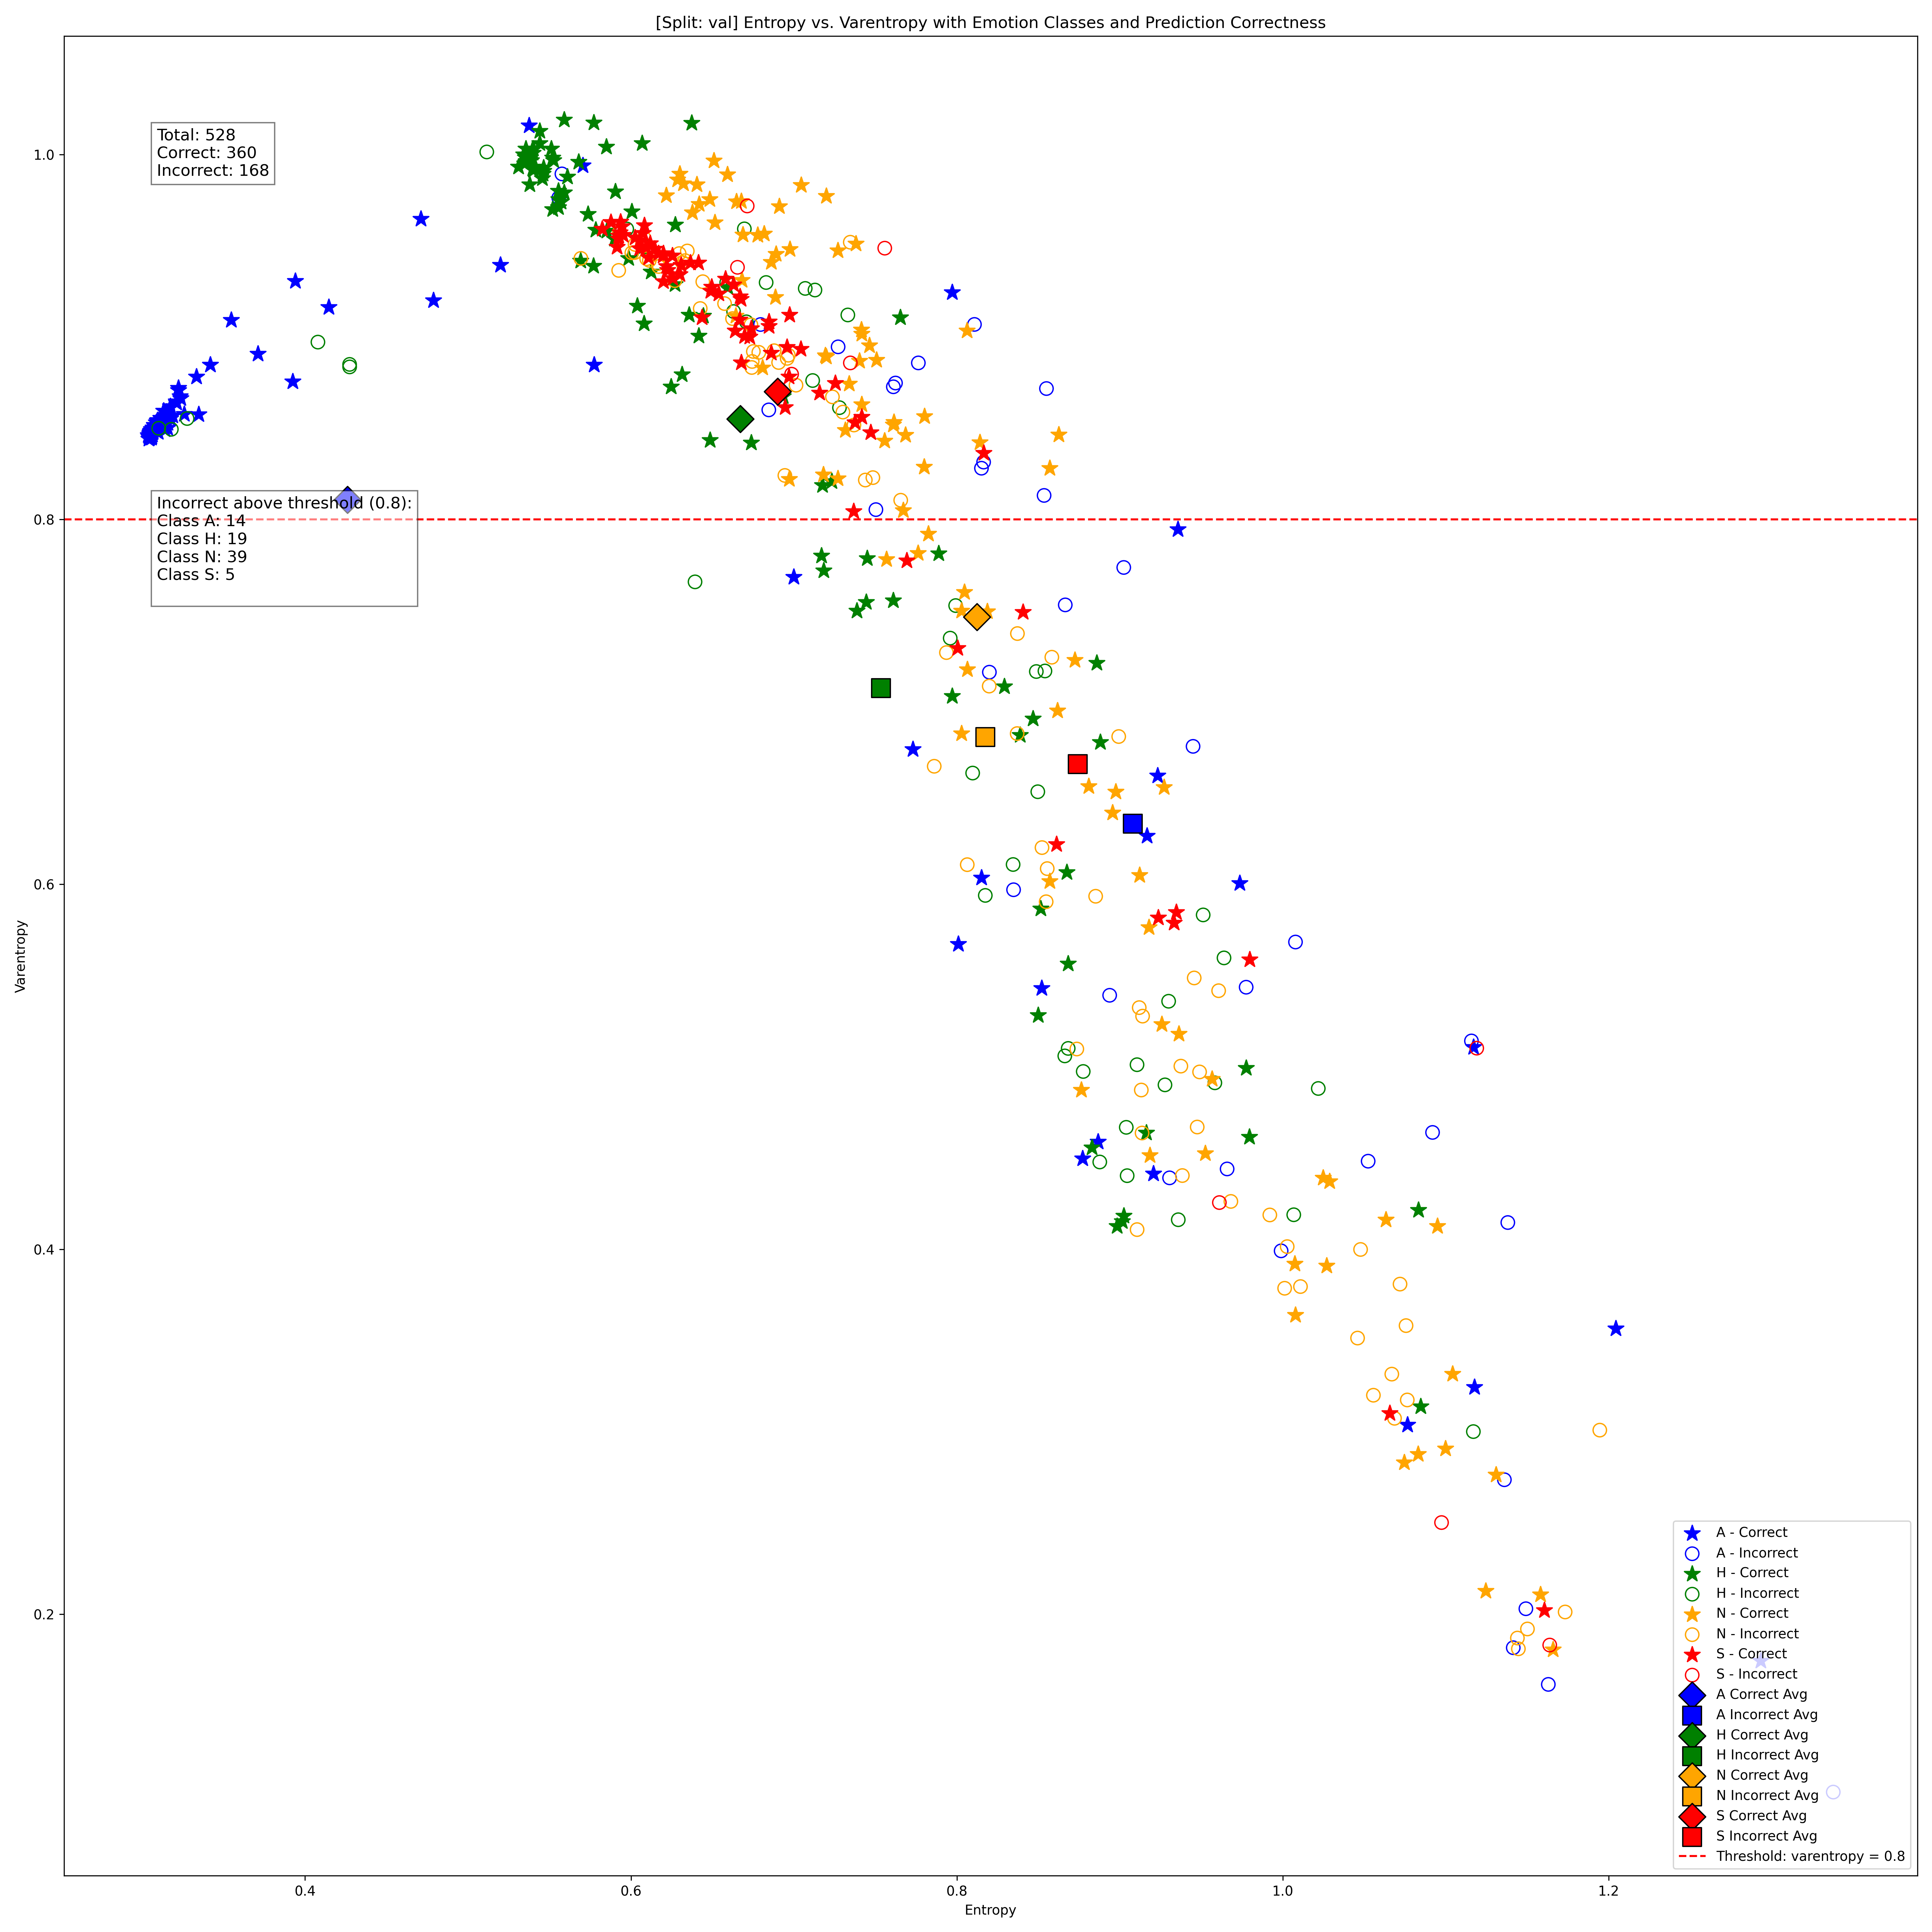 [Split: val] Entropy vs. Varentropy with Emotion Classes and Prediction Correctness
Total: 528
Correct: 360
Incorrect: 168
Incorrect above threshold (0.8):
Class A: 14
Class H: 19
Class N: 39
Class S: 5
Varentropy
1.0
0.8
0.6
0.4
0.2
0.4
0.6
0.8
1.0
1.2
Entropy
A - Correct
A - Incorrect
H - Correct
H - Incorrect
N - Correct
N - Incorrect
S - Correct
S - Incorrect
A Correct Avg
A Incorrect Avg
H Correct Avg
H Incorrect Avg
N Correct Avg
N Incorrect Avg
S Correct Avg
S Incorrect Avg
Threshold: varentropy = 0.8